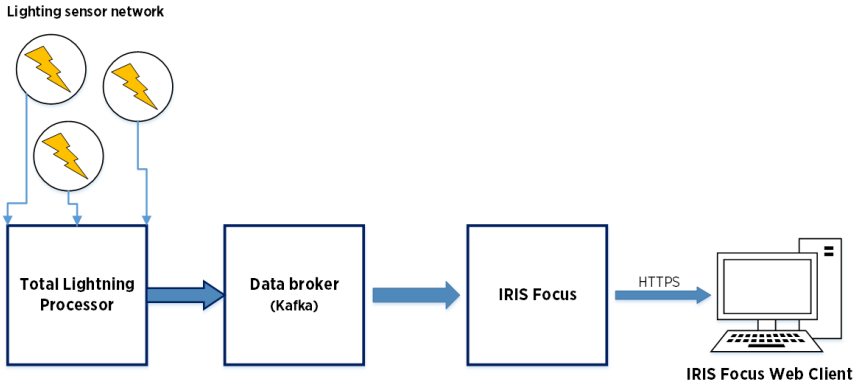 Lighting sensor network
Total Lightning
Processor
Data broker
(Kafka)
IRIS Focus
HTTPS
IRIS Focus Web Client